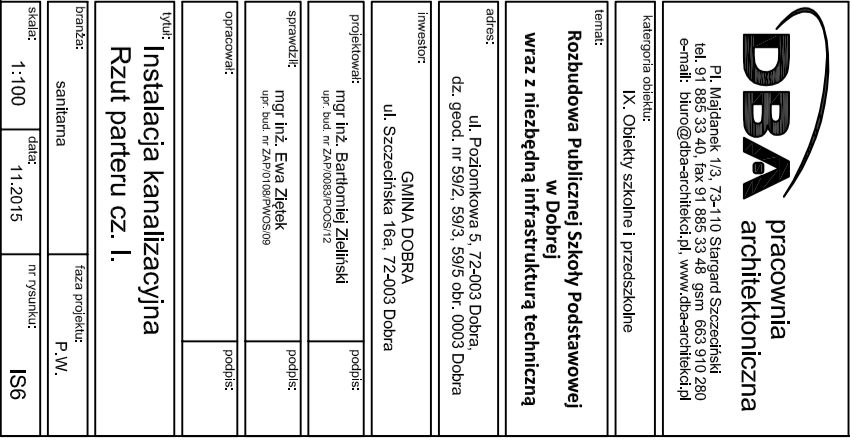 DBA
pracownia
architektoniczna
Pl. Majdanek 1/3, 73-110 Stargard Szczeciński
tel. 91 885 33 40, fax 91 885 33 48 gsm 663 910 280
e-mail: biuro@dba-architekci.pl, www.dba-architekci.pl
katergoria obiektu:
IX. Obiekty szkolne i przedszkolne
temat:
Rozbudowa Publicznej Szkoły Podstawowej
w Dobrej
wraz z niezbędną infrastrukturą techniczną
adres:
ul. Poziomkowa 5, 72-003 Dobra,
dz. geod. nr 59/2, 59/3, 59/5 obr. 0003 Dobra
inwestor:
GMINA DOBRA
ul. Szczecińska 16a, 72-003 Dobra
projektował:
mgr inż. Bartłomiej Zieliński
upr. bud. nr ZAP/0083/POOS/12
podpis:
sprawdził:
mgr inż. Ewa Ziętek
upr. bud. nr ZAP/0108/PWOS/09
podpis:
opracował:
podpis:
tytuł:
Instalacja kanalizacyjna
Rzut parteru cz. I.
branża:
sanitarna
faza projektu:
P.W.
skala:
1:100
data:
11.2015
nr rysunku:
IS6